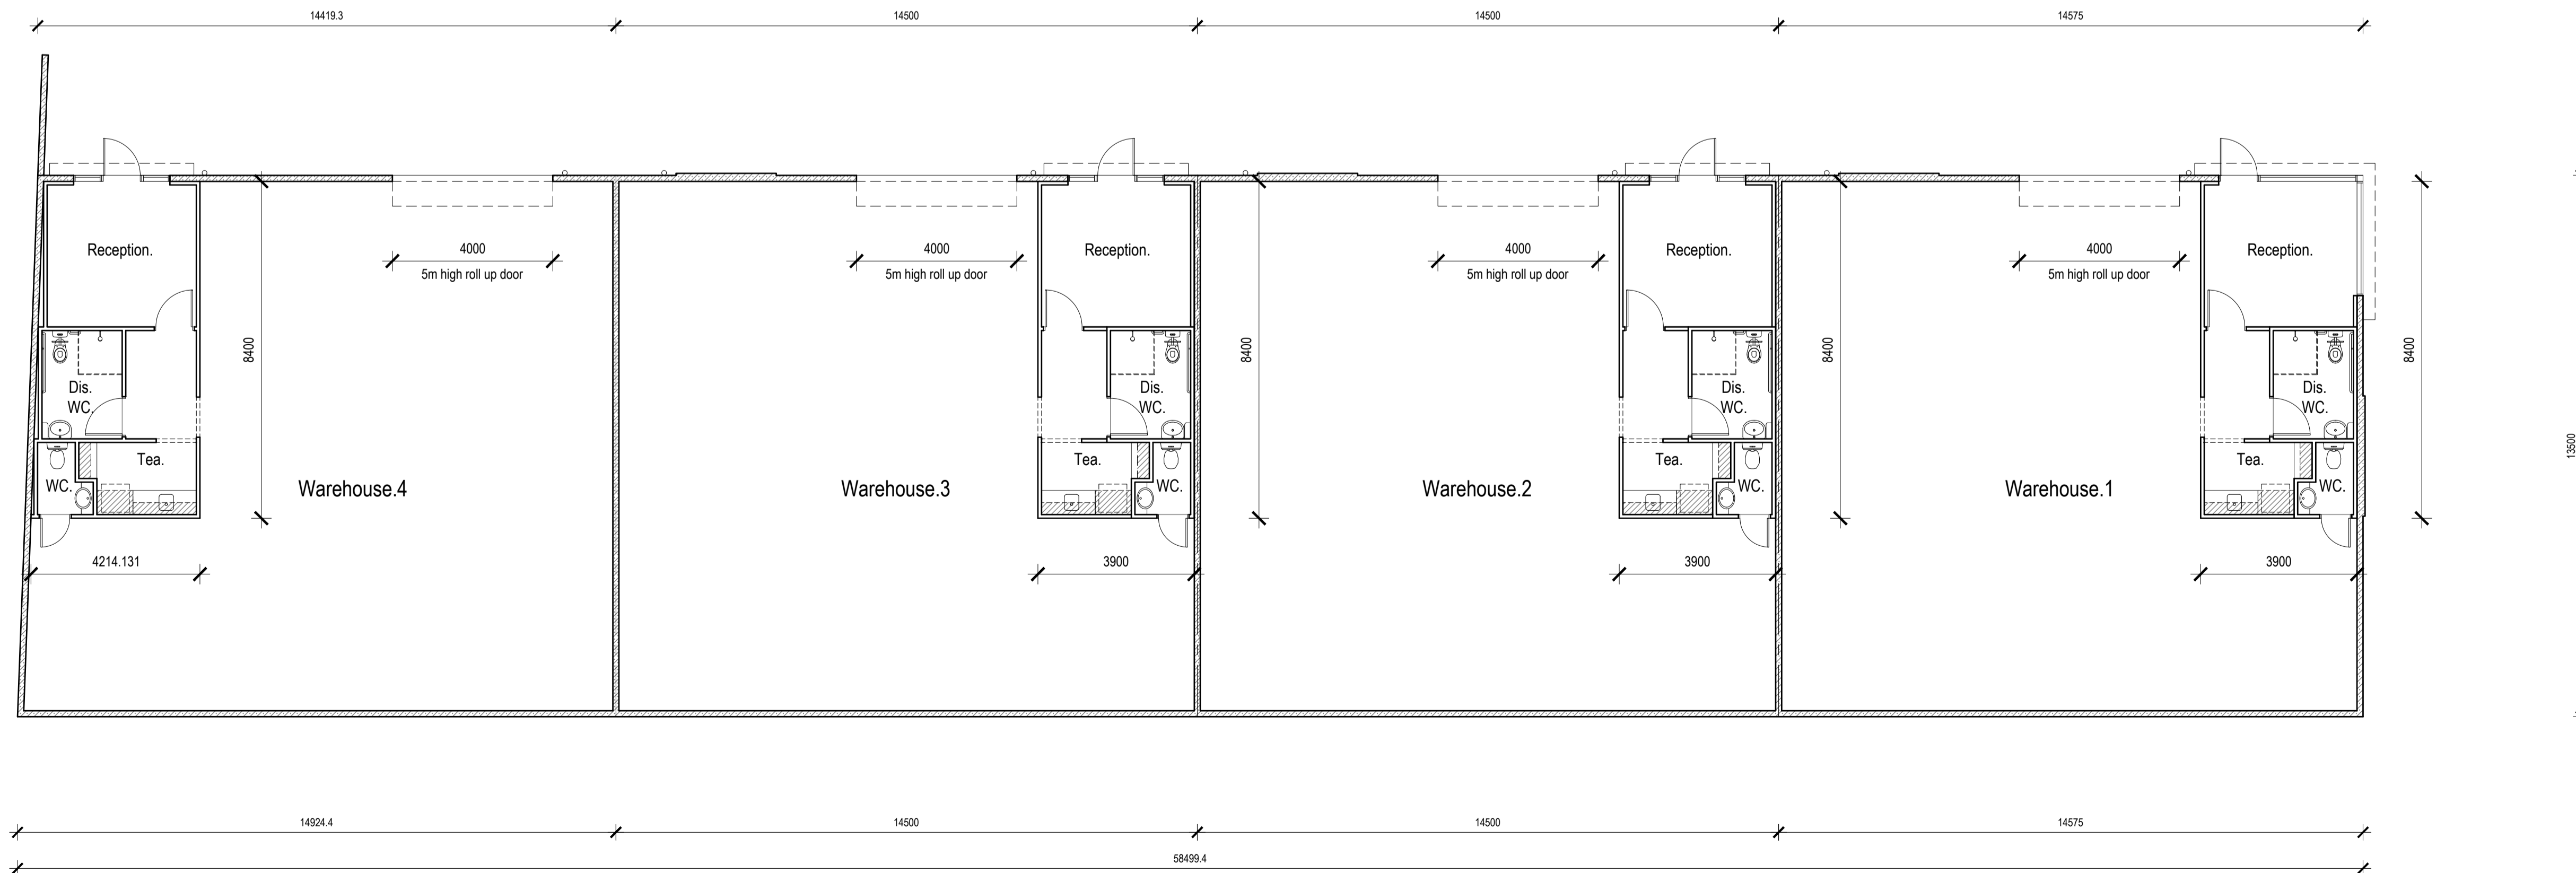 14419.3
14500
14500
14575
Reception.
4000
5m high roll up door
4000
5m high roll up door
Reception.
4000
5m high roll up door
Reception.
4000
5m high roll up door
Reception.
8400
8400
8400
8400
Dis.
WC.
Dis.
WC.
Dis.
WC.
Dis.
WC.
13500
Tea.
Tea.
Tea.
Tea.
WC.
Warehouse.4
Warehouse.3
WC.
Warehouse.2
WC.
Warehouse.1
WC.
4214.131
3900
3900
3900
14924.4
14500
14500
14575
58499.4